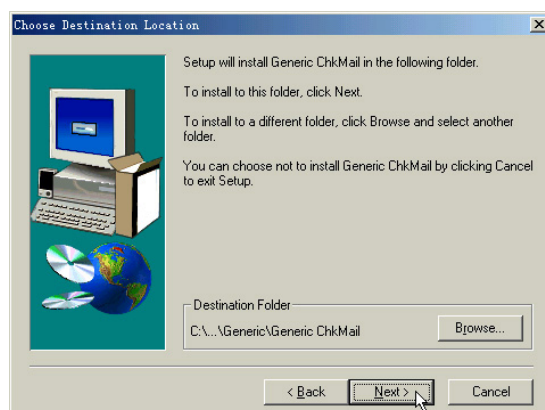 Choose Destination Location
Setup will install Generic ChkMail in the following folder.
To install to this folder, click Next.
To install to a different folder, click Browse and select another
folder.
You can choose not to install Generic ChkMail by clicking Cancel
to exit Setup.
Destination Folder
C:\...\Generic\Generic ChkMail
Browse...
< Back
Next >
Cancel